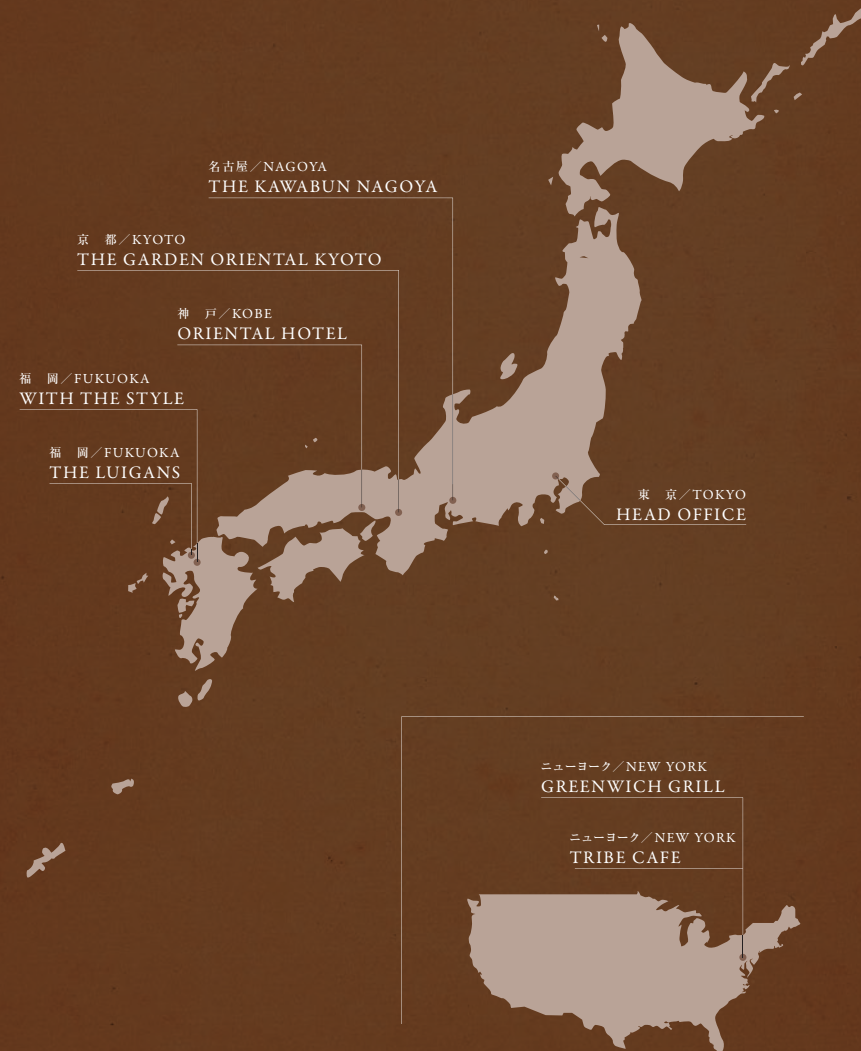 名古屋／NAGOYA
THE KAWABUN NAGOYA
京　都／KYOTO
THE GARDEN ORIENTAL KYOTO
神　戸／KOBE
ORIENTAL HOTEL
福　岡／FUKUOKA
WITH THE STYLE
福　岡／FUKUOKA
THE LUIGANS
東　京／TOKYO
HEAD OFFICE
ニューヨーク／NEW YORK
GREENWICH GRILL
ニューヨーク／NEW YORK
TRIBE CAFE